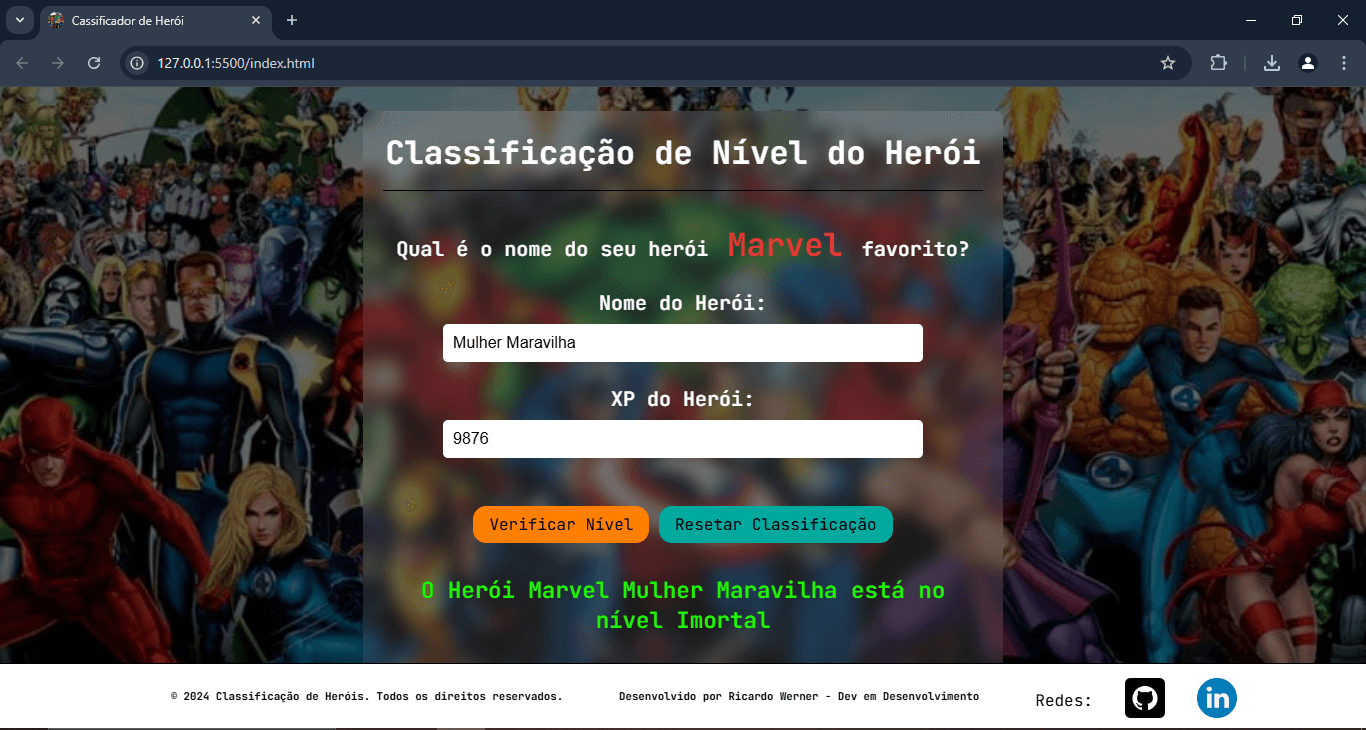 Cassificador de Herói
127.0.0.1:5500/index.html
Classificação de Nível do Herói
Qual é o nome do seu herói Marvel favorito?
Nome do Herói:
Mulher Maravilha
XP do Herói:
9876
Verificar Nível Resetar Classificação
O Herói Marvel Mulher Maravilha está no
nível Imortal
© 2024 Classificação de Heróis. Todos os direitos reservados. Desenvolvido por Ricardo Werner - Dev em Desenvolvimento Redes: in